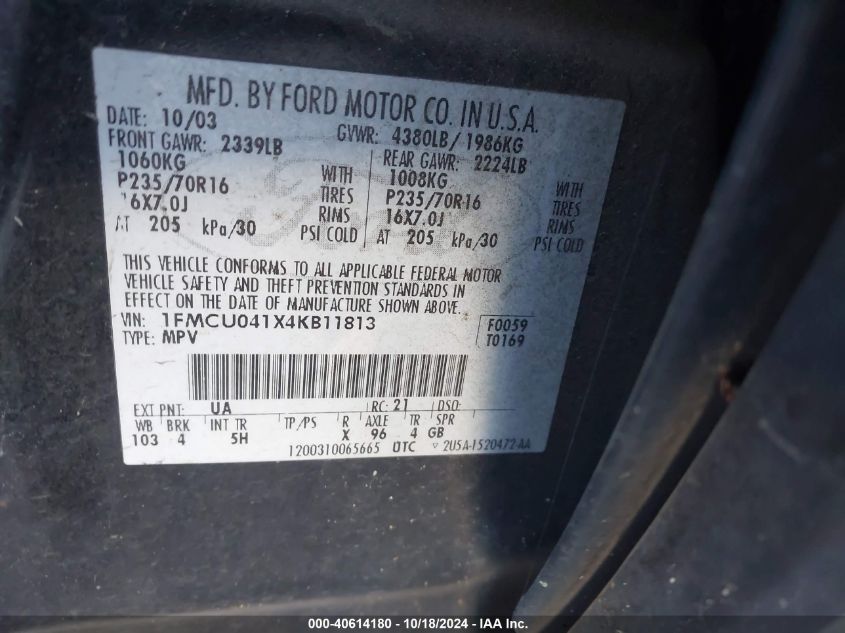 MFD. BY FORD MOTOR CO. IN U.S.A.
DATE: 10/03 GVWR: 4380LB/1986KG
FRONT GAWR: 2339LB REAR GAWR: 2224LB
1060KG WITH 1008KG WITH
P235/70R16 TIRES P235/70R16 TIRES
16X7.0J RIMS 16X7.0J RIMS
AT 205 kPa/30 PSI COLD AT 205 kPa/30 PSI COLD
THIS VEHICLE CONFORMS TO ALL APPLICABLE FEDERAL MOTOR
VEHICLE SAFETY AND THEFT PREVENTION STANDARDS IN
EFFECT ON THE DATE OF MANUFACTURE SHOWN ABOVE.
VIN: 1FMCU041X4KB11813 F0059
TYPE: MPV T0169
EXT PNT: UA RC: 21 DSO:
WB BRK INT TR TP/PS R AXLE TR SPR
103 4 5H X 96 4 GB
1200310065665 UTC 2U5A-1520472-AA
000-40614180 - 10/18/2024 - IAA Inc.